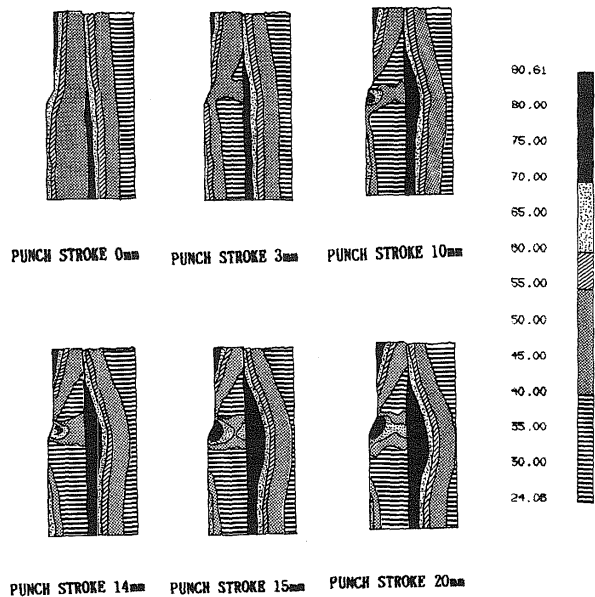 PUNCH STROKE 0mm
PUNCH STROKE 3mm
PUNCH STROKE 10mm
80.61
80.00
75.00
70.00
65.00
60.00
55.00
50.00
45.00
40.00
35.00
30.00
24.08
PUNCH STROKE 14mm
PUNCH STROKE 15mm
PUNCH STROKE 20mm